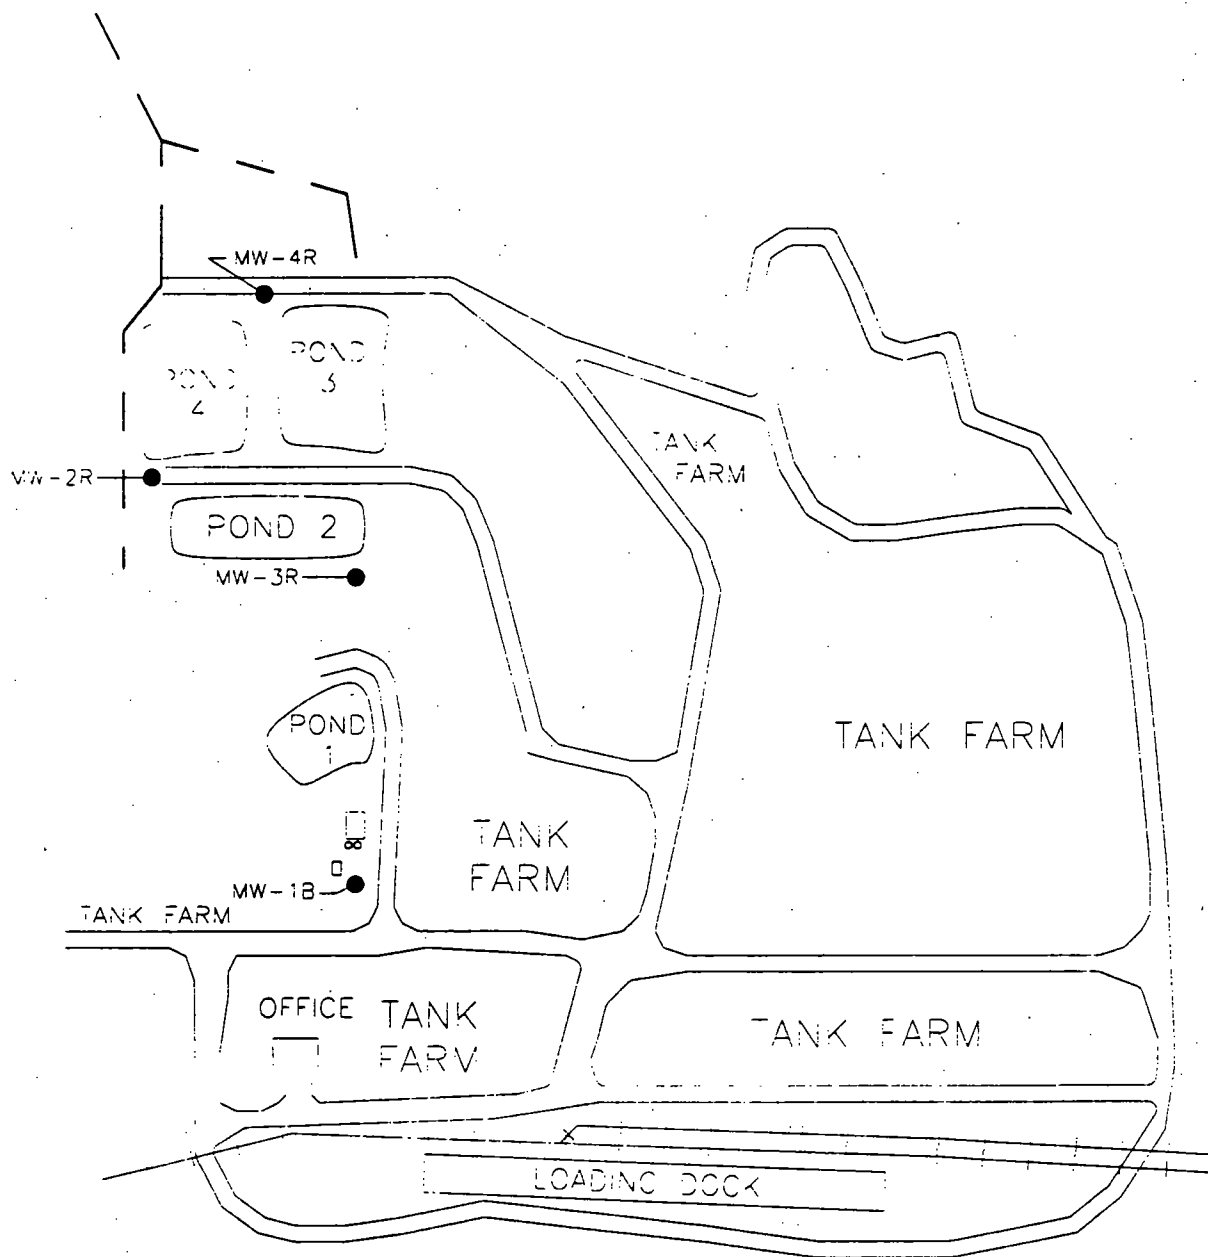 MW-4R
POND
3
POND
4
TANK
FARM
MW-2R
POND 2
MW-3R
POND
1
TANK FARM
TANK
FARM
MW-1B
TANK FARM
OFFICE
TANK
FARM
TANK FARM
LOADING DOCK